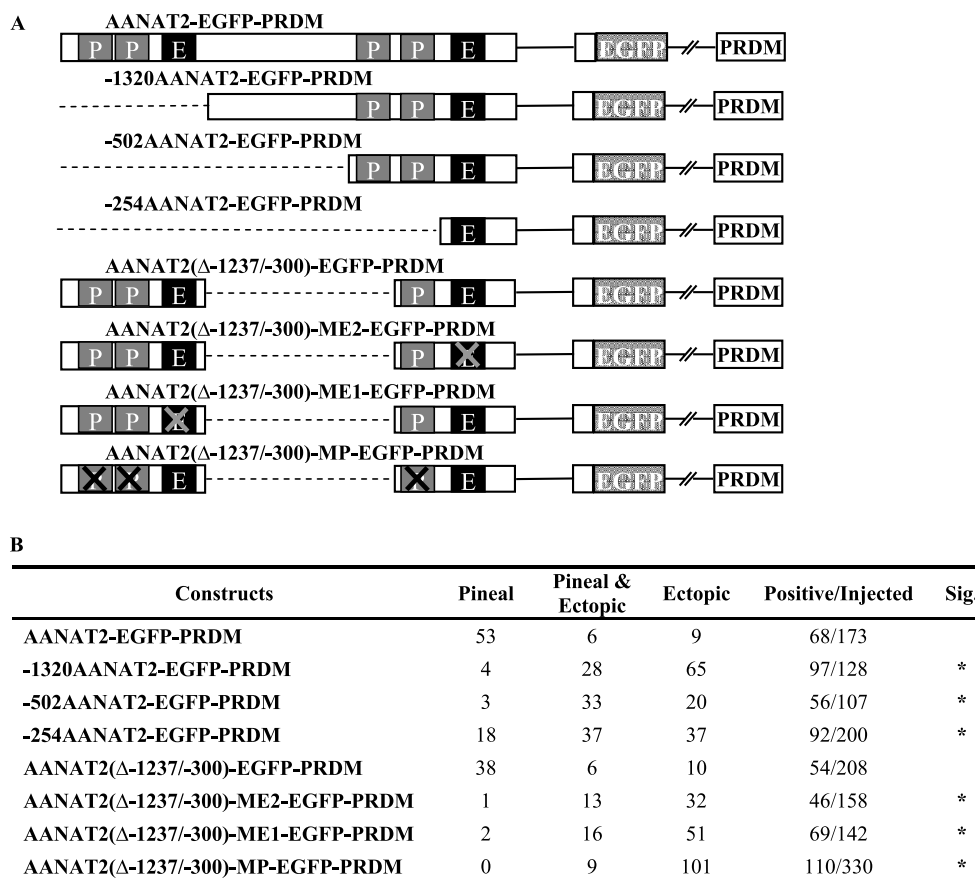 A
AANAT2-EGFP-PRDM
P P E P P E EGFP PRDM
-1320AANAT2-EGFP-PRDM
P P E EGFP PRDM
-502AANAT2-EGFP-PRDM
P P E EGFP PRDM
-254AANAT2-EGFP-PRDM
E EGFP PRDM
AANAT2(Δ-1237/-300)-EGFP-PRDM
P P E P E EGFP PRDM
AANAT2(Δ-1237/-300)-ME2-EGFP-PRDM
P P E P E EGFP PRDM
AANAT2(Δ-1237/-300)-ME1-EGFP-PRDM
P P E P E EGFP PRDM
AANAT2(Δ-1237/-300)-MP-EGFP-PRDM
P P E P E EGFP PRDM
B
Constructs Pineal Pineal & Ectopic Ectopic Positive/Injected Sig.
AANAT2-EGFP-PRDM 53 6 9 68/173
-1320AANAT2-EGFP-PRDM 4 28 65 97/128 *
-502AANAT2-EGFP-PRDM 3 33 20 56/107 *
-254AANAT2-EGFP-PRDM 18 37 37 92/200 *
AANAT2(Δ-1237/-300)-EGFP-PRDM 38 6 10 54/208
AANAT2(Δ-1237/-300)-ME2-EGFP-PRDM 1 13 32 46/158 *
AANAT2(Δ-1237/-300)-ME1-EGFP-PRDM 2 16 51 69/142 *
AANAT2(Δ-1237/-300)-MP-EGFP-PRDM 0 9 101 110/330 *